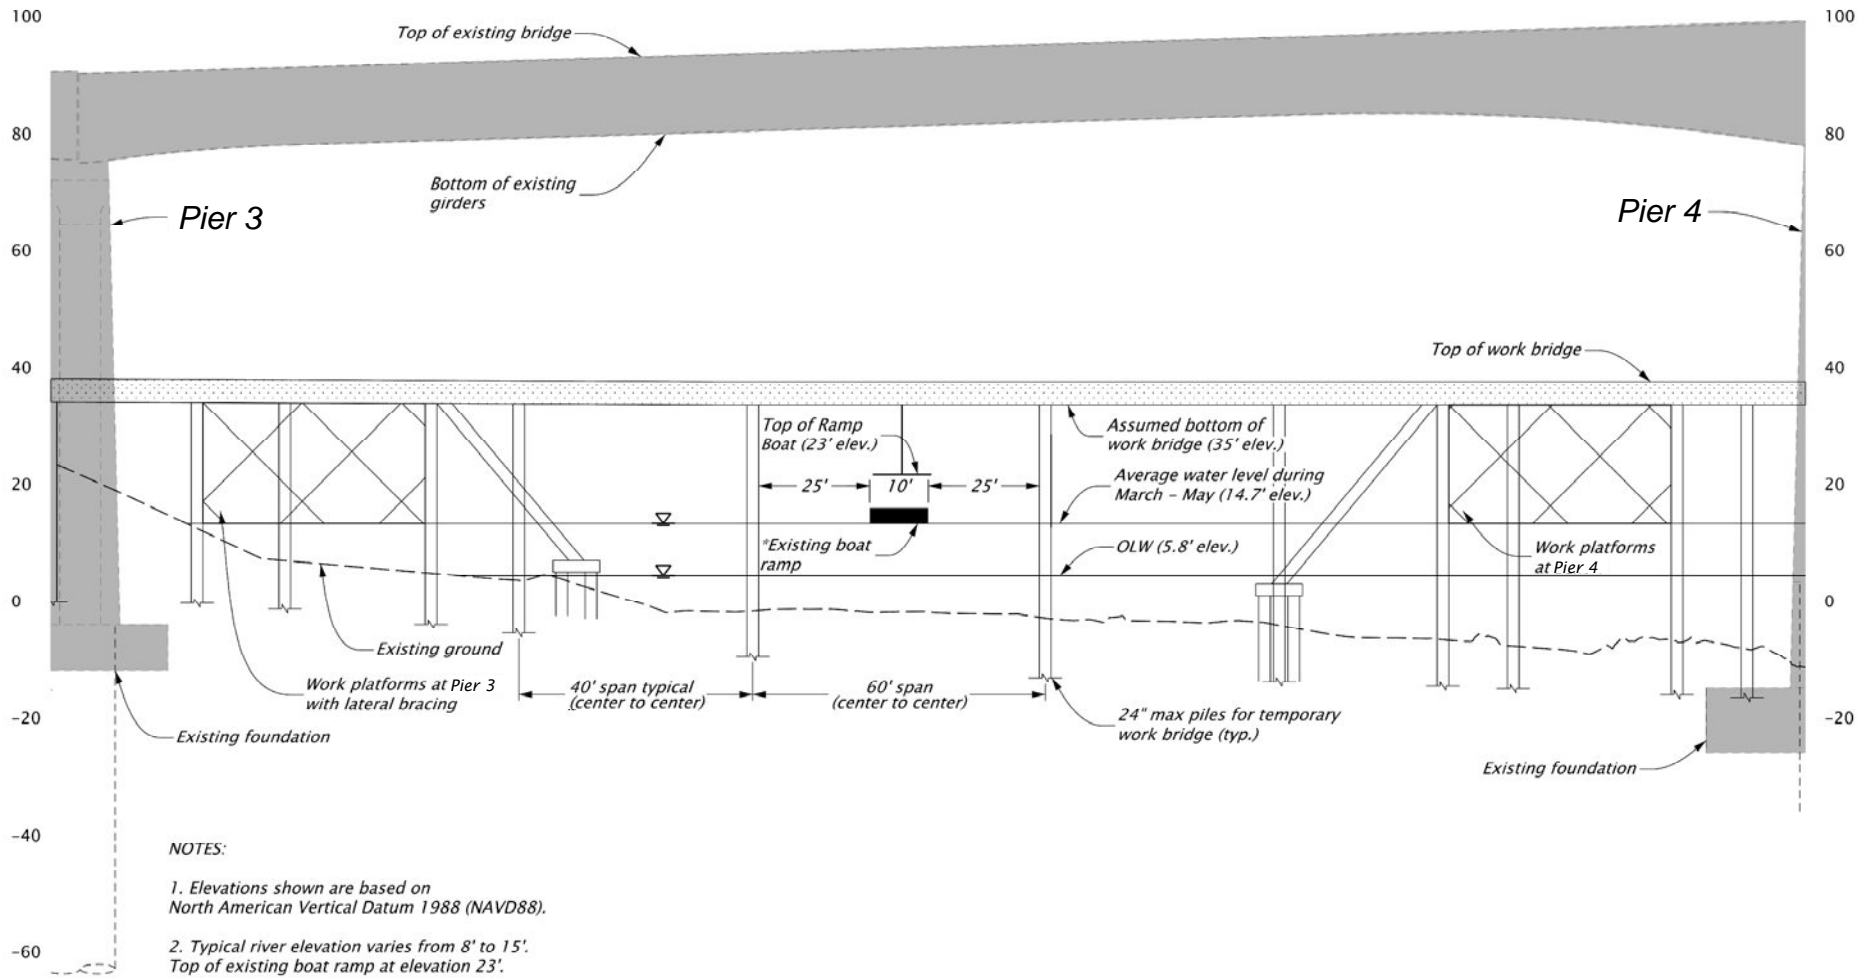 100
80
60
40
20
0
-20
-40
-60
100
80
60
40
20
0
-20
Top of existing bridge
Bottom of existing
girders
Pier 3
Pier 4
Top of work bridge
Top of Ramp
Boat (23' elev.)
Assumed bottom of
work bridge (35' elev.)
25'
10'
25'
Average water level during
March - May (14.7' elev.)
*Existing boat
ramp
OLW (5.8' elev.)
Work platforms
at Pier 4
Existing ground
Work platforms at Pier 3
with lateral bracing
40' span typical
(center to center)
60' span
(center to center)
24" max piles for temporary
work bridge (typ.)
Existing foundation
Existing foundation
NOTES:
1. Elevations shown are based on
North American Vertical Datum 1988 (NAVD88).
2. Typical river elevation varies from 8' to 15'.
Top of existing boat ramp at elevation 23'.